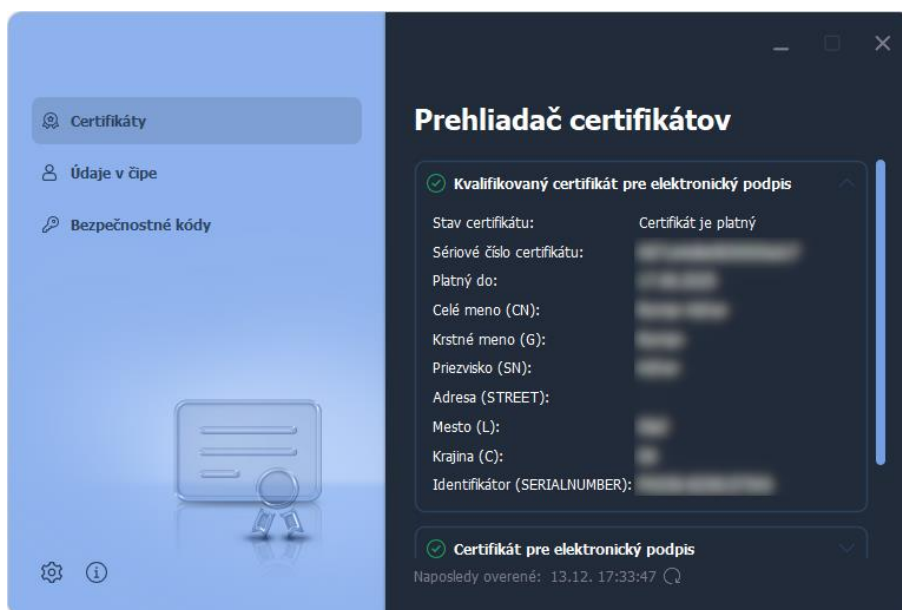 Certifikáty
Údaje v čipe
Bezpečnostné kódy
Prehliadač certifikátov
Kvalifikovaný certifikát pre elektronický podpis
Stav certifikátu: Certifikát je platný
Sériové číslo certifikátu:
Platný do:
Celé meno (CN):
Krstné meno (G):
Priezvisko (SN):
Adresa (STREET):
Mesto (L):
Krajina (C):
Identifikátor (SERIALNUMBER):
Certifikát pre elektronický podpis
Naposledy overené: 13.12. 17:33:47